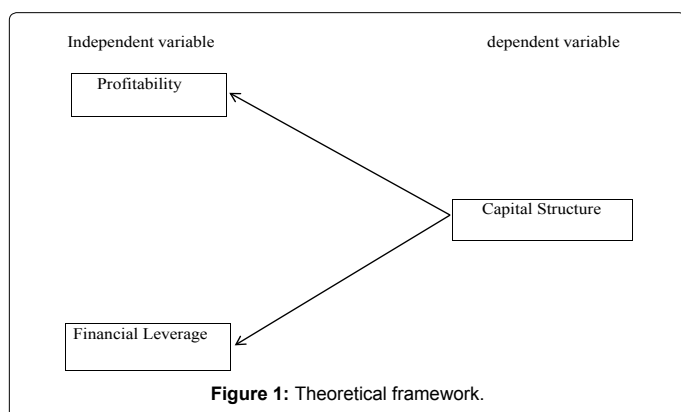 Independent variable
dependent variable
Profitability
Capital Structure
Financial Leverage
Figure 1: Theoretical framework.